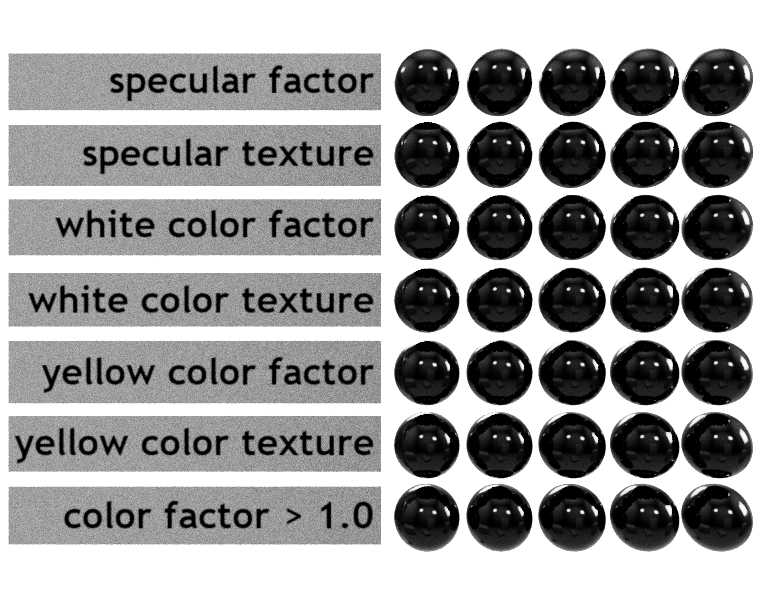 specular factor
specular texture
white color factor
white color texture
yellow color factor
yellow color texture
color factor > 1.0